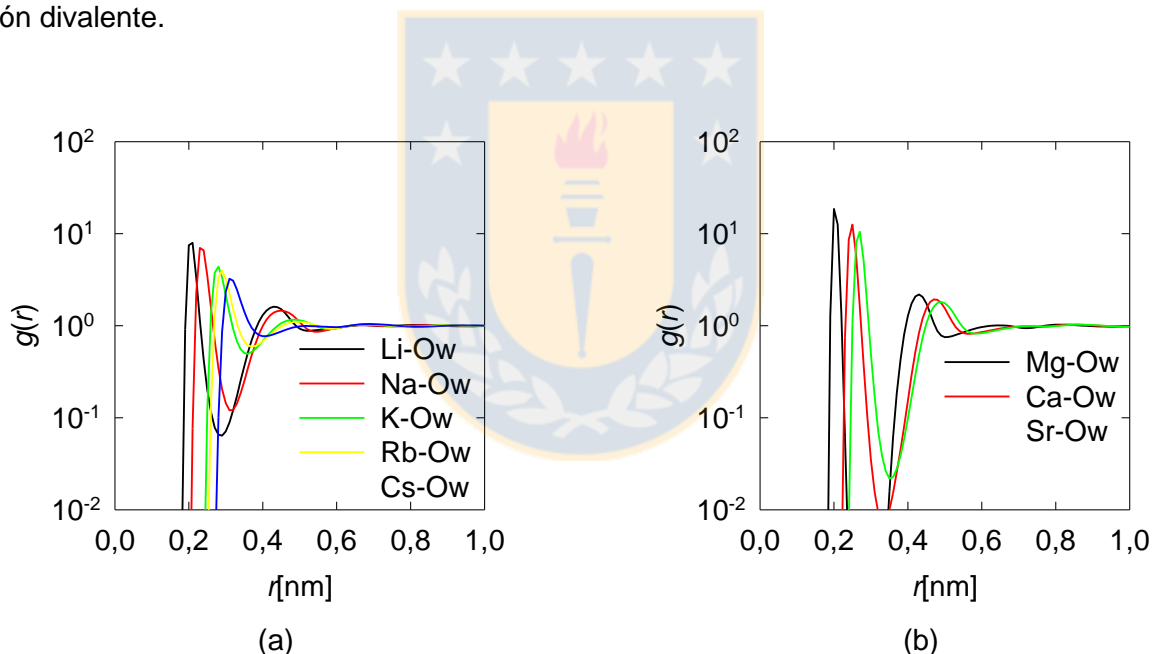 ón divalente.
10²
10¹
10⁰
10⁻¹
10⁻²
g(r)
Li-Ow
Na-Ow
K-Ow
Rb-Ow
Cs-Ow
0,0 0,2 0,4 0,6 0,8 1,0
r[nm]
(a)
10²
10¹
10⁰
10⁻¹
10⁻²
g(r)
Mg-Ow
Ca-Ow
Sr-Ow
0,0 0,2 0,4 0,6 0,8 1,0
r[nm]
(b)